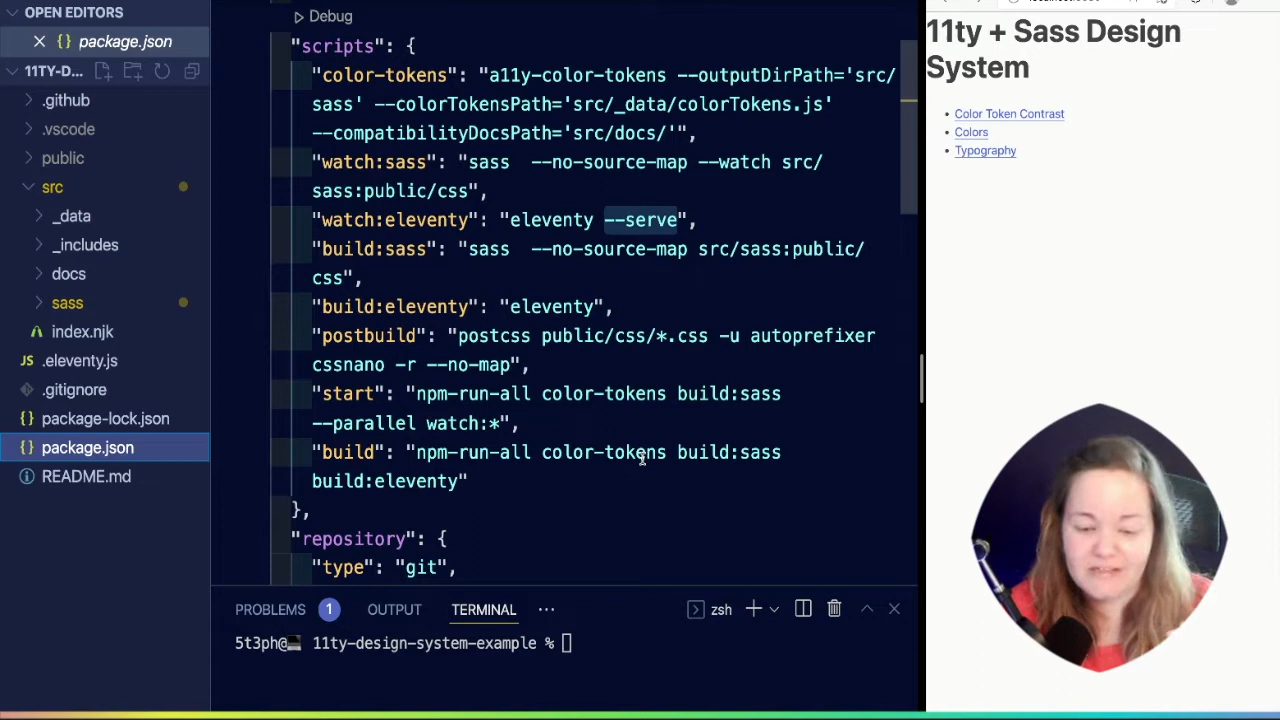 OPEN EDITORS
package.json
11TY-D...
.github
.vscode
public
src
_data
_includes
docs
sass
index.njk
.eleventy.js
.gitignore
package-lock.json
package.json
README.md
Debug
"scripts": {
"color-tokens": "a11y-color-tokens --outputDirPath='src/
sass' --colorTokensPath='src/_data/colorTokens.js'
--compatibilityDocsPath='src/docs/'",
"watch:sass": "sass  --no-source-map --watch src/
sass:public/css",
"watch:eleventy": "eleventy --serve",
"build:sass": "sass  --no-source-map src/sass:public/
css",
"build:eleventy": "eleventy",
"postbuild": "postcss public/css/*.css -u autoprefixer
cssnano -r --no-map",
"start": "npm-run-all color-tokens build:sass
--parallel watch:*",
"build": "npm-run-all color-tokens build:sass
build:eleventy"
},
"repository": {
"type": "git",
PROBLEMS 1 OUTPUT TERMINAL ... zsh
5t3ph@💻 11ty-design-system-example %
11ty + Sass Design
System
Color Token Contrast
Colors
Typography